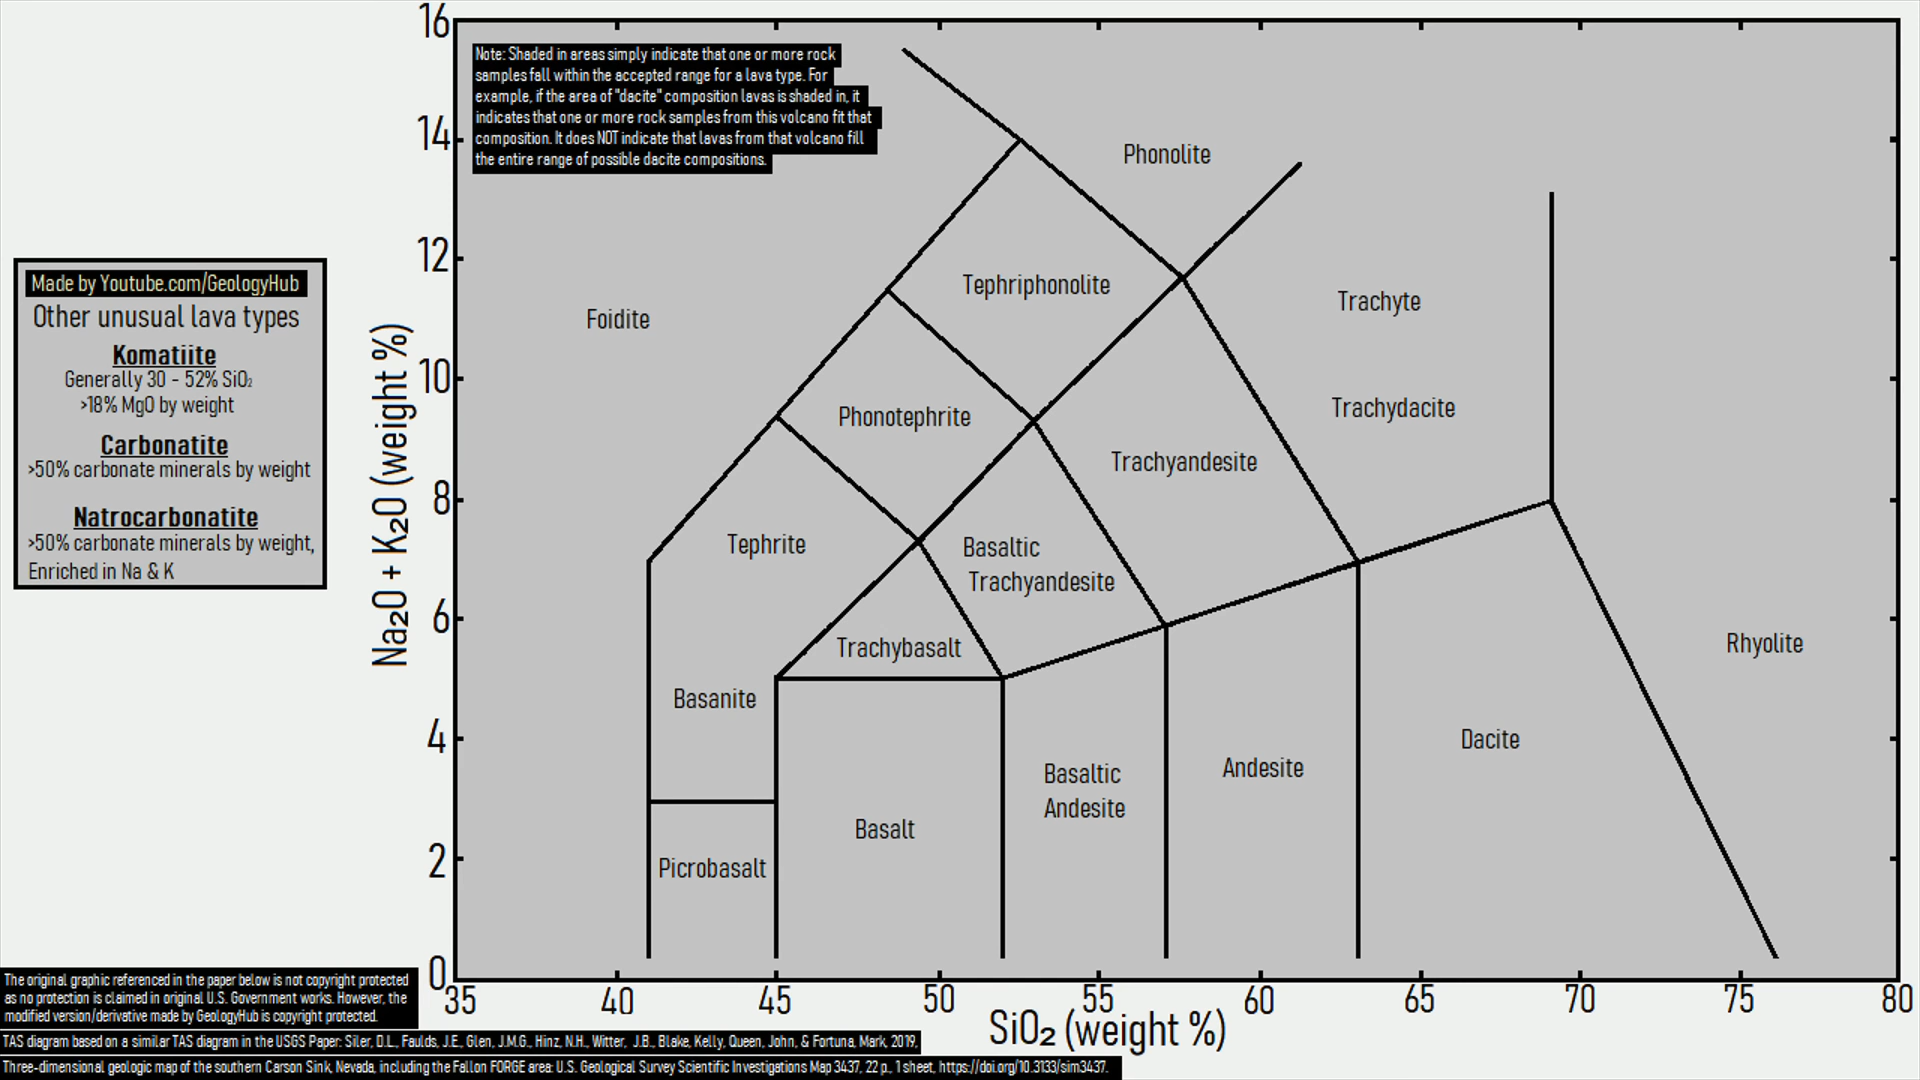 16
14
12
10
8
6
4
2
0
Na₂O + K₂O (weight %)
Note: Shaded in areas simply indicate that one or more rock
samples fall within the accepted range for a lava type. For
example, if the area of "dacite" composition lavas is shaded in, it
indicates that one or more rock samples from this volcano fit that
composition. It does NOT indicate that lavas from that volcano fill
the entire range of possible dacite compositions.
Phonolite
Tephriphonolite
Foidite
Trachyte
Phonotephrite
Trachydacite
Trachyandesite
Tephrite
Basaltic
Trachyandesite
Trachybasalt
Rhyolite
Basanite
Dacite
Basaltic
Andesite
Andesite
Basalt
Picrobasalt
35 40 45 50 55 60 65 70 75 80
SiO₂ (weight %)
Made by Youtube.com/GeologyHub
Other unusual lava types
Komatiite
Generally 30 - 52% SiO₂
>18% MgO by weight
Carbonatite
>50% carbonate minerals by weight
Natrocarbonatite
>50% carbonate minerals by weight,
Enriched in Na & K
The original graphic referenced in the paper below is not copyright protected
as no protection is claimed in original U.S. Government works. However, the
modified version/derivative made by GeologyHub is copyright protected.
TAS diagram based on a similar TAS diagram in the USGS Paper: Siler, D.L., Faulds, J.E., Glen, J.M.G., Hinz, N.H., Witter, J.B., Blake, Kelly, Queen, John, & Fortuna, Mark, 2019,
Three-dimensional geologic map of the southern Carson Sink, Nevada, including the Fallon FORGE area: U.S. Geological Survey Scientific Investigations Map 3437, 22 p., 1 sheet, https://doi.org/10.3133/sim3437.